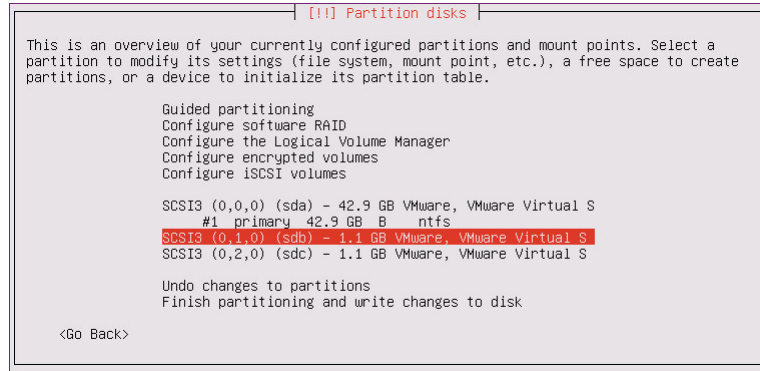 [!!] Partition disks
This is an overview of your currently configured partitions and mount points. Select a
partition to modify its settings (file system, mount point, etc.), a free space to create
partitions, or a device to initialize its partition table.
Guided partitioning
Configure software RAID
Configure the Logical Volume Manager
Configure encrypted volumes
Configure iSCSI volumes
SCSI3 (0,0,0) (sda) - 42.9 GB VMware, VMware Virtual S
#1 primary 42.9 GB B ntfs
SCSI3 (0,1,0) (sdb) - 1.1 GB VMware, VMware Virtual S
SCSI3 (0,2,0) (sdc) - 1.1 GB VMware, VMware Virtual S
Undo changes to partitions
Finish partitioning and write changes to disk
<Go Back>